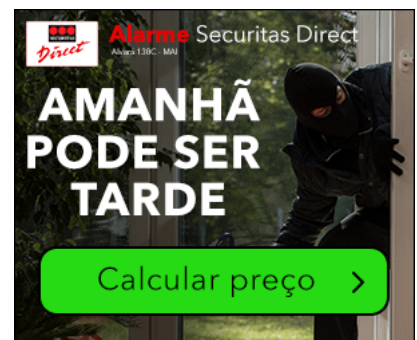 SECURITAS
Direct
Alarme Securitas Direct
Alvará 138C - MAI
AMANHÃ
PODE SER
TARDE
Calcular preço